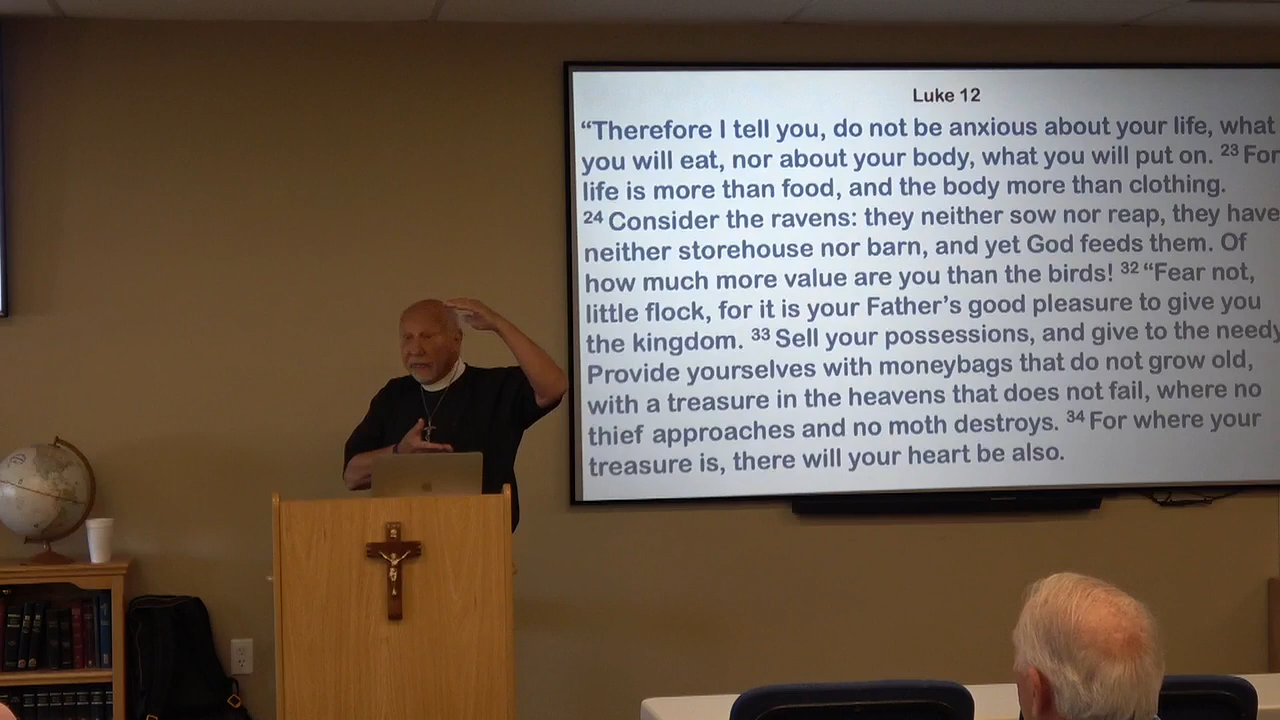 Luke 12
“Therefore I tell you, do not be anxious about your life, what
you will eat, nor about your body, what you will put on. 23 For
life is more than food, and the body more than clothing.
24 Consider the ravens: they neither sow nor reap, they have
neither storehouse nor barn, and yet God feeds them. Of
how much more value are you than the birds! 32 “Fear not,
little flock, for it is your Father’s good pleasure to give you
the kingdom. 33 Sell your possessions, and give to the needy
Provide yourselves with moneybags that do not grow old,
with a treasure in the heavens that does not fail, where no
thief approaches and no moth destroys. 34 For where your
treasure is, there will your heart be also.